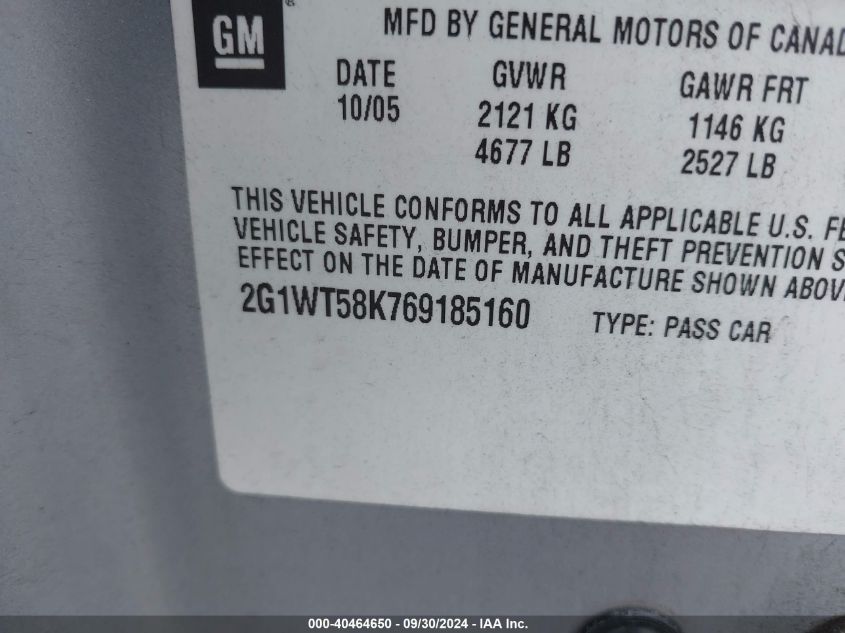 GM ®
MFD BY GENERAL MOTORS OF CANAD
DATE GVWR GAWR FRT
10/05 2121 KG 1146 KG
4677 LB 2527 LB
THIS VEHICLE CONFORMS TO ALL APPLICABLE U.S. FE
VEHICLE SAFETY, BUMPER, AND THEFT PREVENTION S
EFFECT ON THE DATE OF MANUFACTURE SHOWN ABOV
2G1WT58K769185160 TYPE: PASS CAR
000-40464650 - 09/30/2024 - IAA Inc.